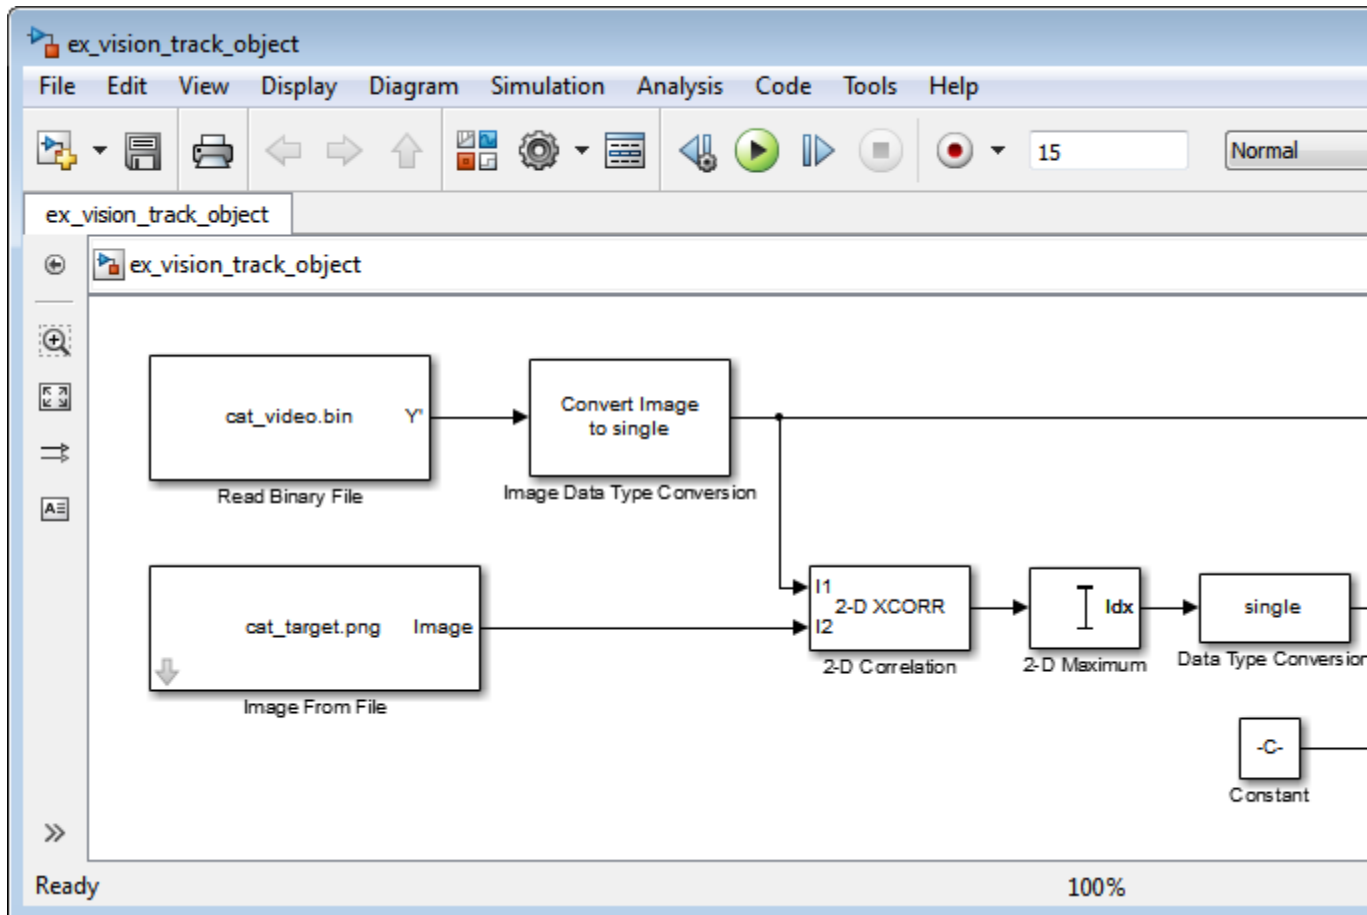 ex_vision_track_object
File Edit View Display Diagram Simulation Analysis Code Tools Help
15 Normal
ex_vision_track_object
ex_vision_track_object
cat_video.bin Y'
Read Binary File
Convert Image
to single
Image Data Type Conversion
cat_target.png Image
Image From File
I1
2-D XCORR
I2
2-D Correlation
Idx
2-D Maximum
single
Data Type Conversion
-C-
Constant
Ready 100%